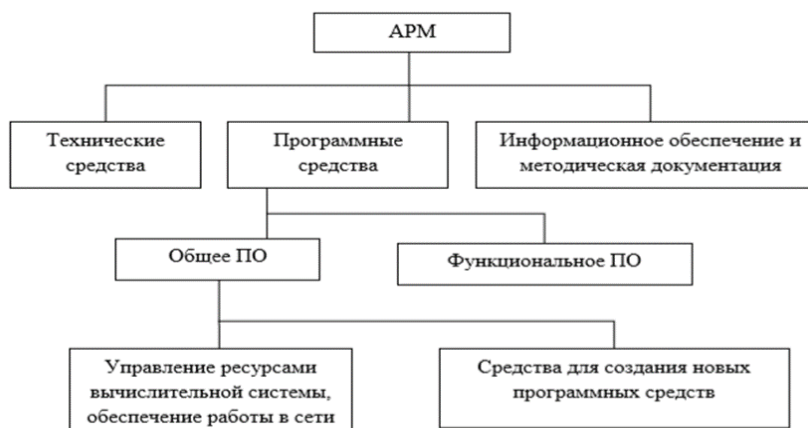 АРМ
Технические
средства
Программные
средства
Информационное обеспечение и
методическая документация
Общее ПО
Функциональное ПО
Управление ресурсами
вычислительной системы,
обеспечение работы в сети
Средства для создания новых
программных средств